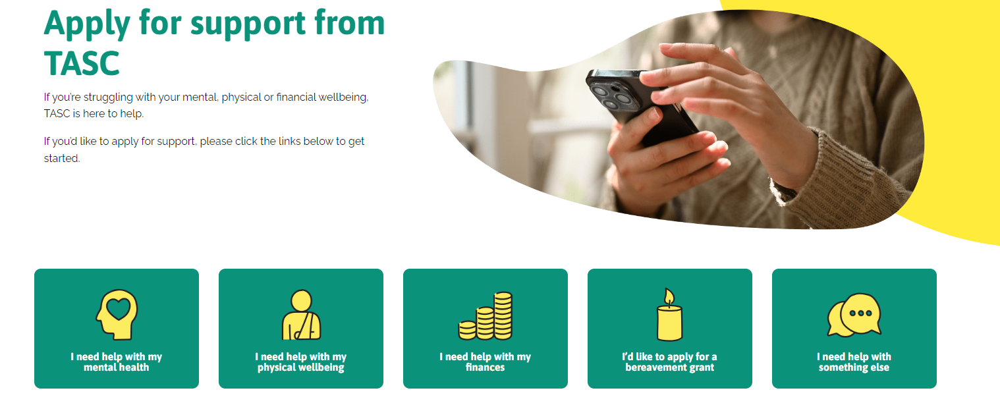 Apply for support from
TASC
If you're struggling with your mental, physical or financial wellbeing,
TASC is here to help.
If you'd like to apply for support, please click the links below to get
started.
I need help with my
mental health
I need help with my
physical wellbeing
I need help with my
finances
I'd like to apply for a
bereavement grant
I need help with
something else